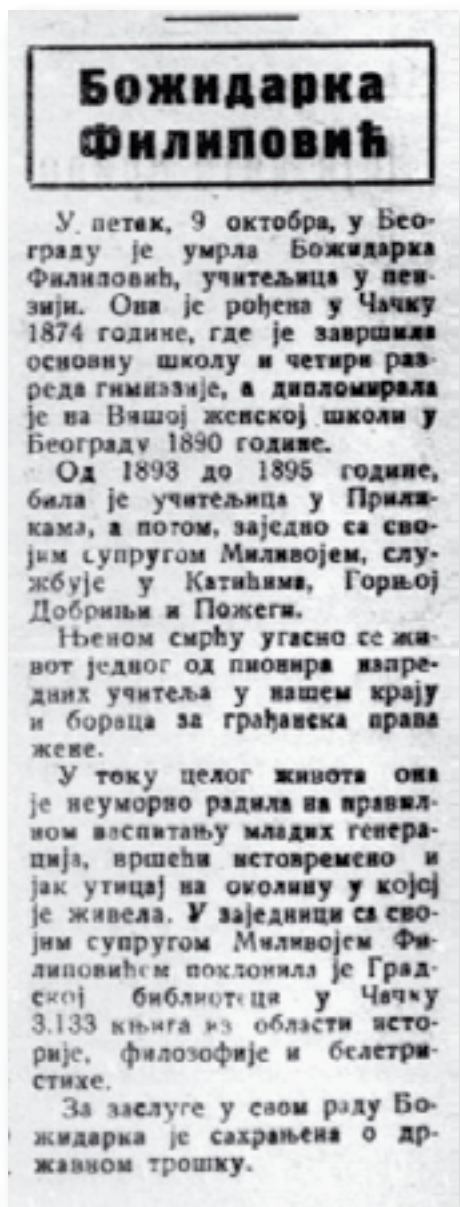 Божидарка
Филиповић
У петак, 9 октобра, у Бео-
граду је умрла Божидарка
Филиповић, учитељица у пен-
зији. Она је рођена у Чачку
1874 године, где је завршила
основну школу и четири раз-
реда гимназије, а дипломирала
је на Вишој женској школи у
Београду 1890 године.
Од 1893 до 1895 године,
била је учитељица у Прили-
кама, а потом, заједно са сво-
јим супругом Миливојем, слу-
жбује у Катићима, Горњој
Добрињи и Пожеги.
Њеном смрћу угасио се жи-
вот једног од пионира напре-
дних учитеља у нашем крају
и бораца за грађанска права
жене.
У току целог живота она
је неуморно радила на правил-
ном васпитању младих генера-
ција, вршећи истовремено и
јак утицај на околину у којој
је живела. У заједници са сво-
јим супругом Миливојем Фи-
липовићем поклонила је Град-
ској библиотеци у Чачку
3.133 књига из области исто-
рије, филозофије и белетри-
стихе.
За заслуге у свом раду Бо-
жидарка је сахрањена о др-
жавном трошку.